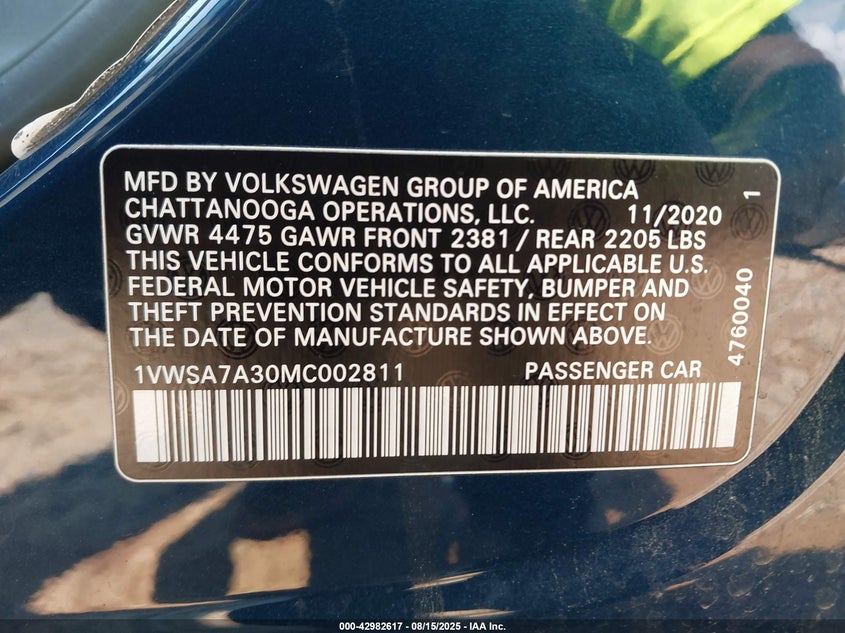 MFD BY VOLKSWAGEN GROUP OF AMERICA
CHATTANOOGA OPERATIONS, LLC. 11/2020 1
GVWR 4475 GAWR FRONT 2381 / REAR 2205 LBS
THIS VEHICLE CONFORMS TO ALL APPLICABLE U.S.
FEDERAL MOTOR VEHICLE SAFETY, BUMPER AND
THEFT PREVENTION STANDARDS IN EFFECT ON
THE DATE OF MANUFACTURE SHOWN ABOVE.
4760040
1VWSA7A30MC002811 PASSENGER CAR
000-42982617 - 08/15/2025 - IAA Inc.